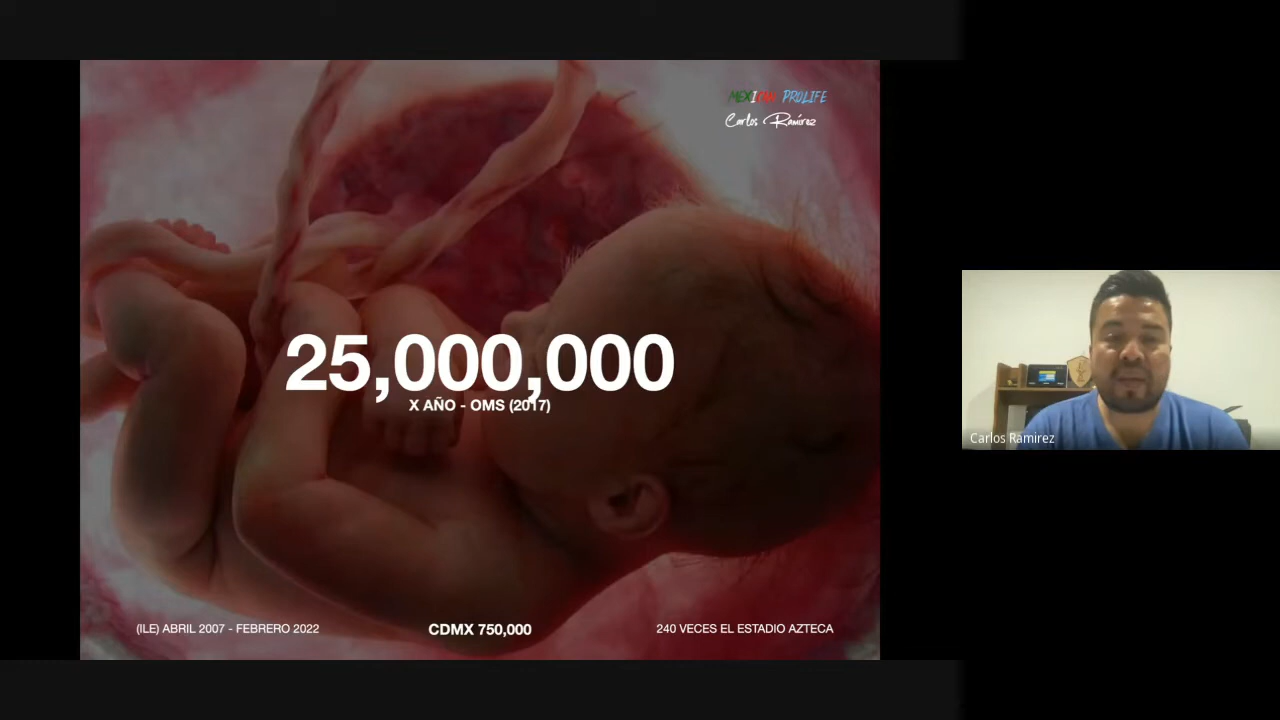 MEXICAN PROLIFE
Carlos Ramírez
25,000,000
X AÑO - OMS (2017)
(ILE) ABRIL 2007 - FEBRERO 2022
CDMX 750,000
240 VECES EL ESTADIO AZTECA
Carlos Ramirez